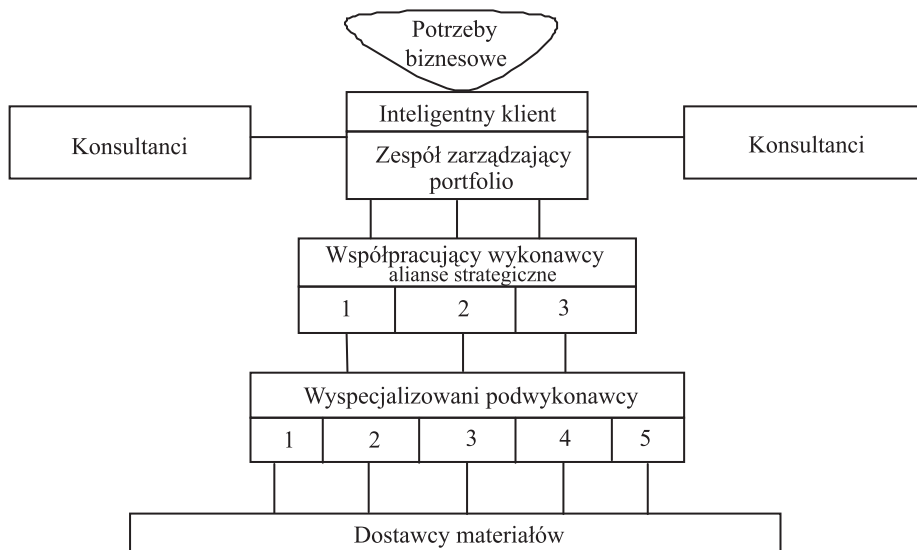 Potrzeby
biznesowe
Inteligentny klient
Konsultanci
Zespół zarządzający
portfolio
Konsultanci
Współpracujący wykonawcy
alianse strategiczne
1 2 3
Wyspecjalizowani podwykonawcy
1 2 3 4 5
Dostawcy materiałów